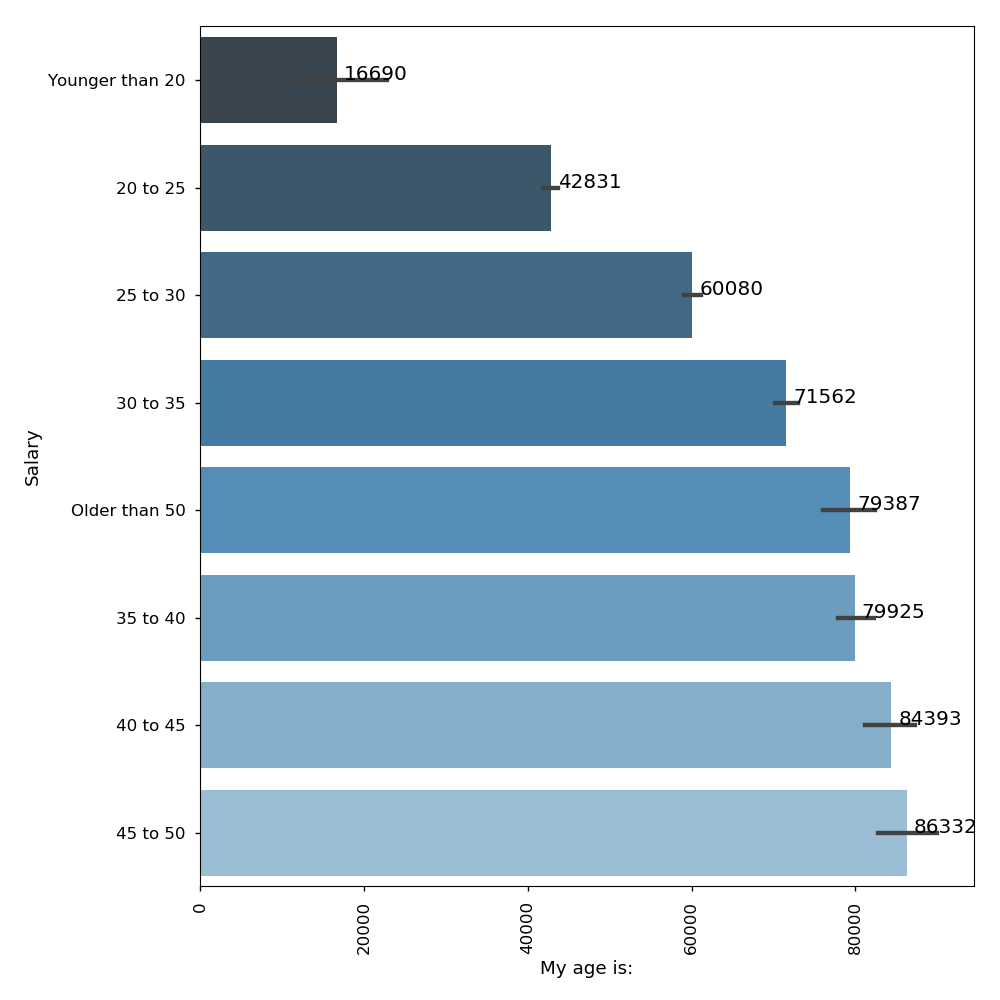 Younger than 20
16690
20 to 25
42831
25 to 30
60080
30 to 35
71562
Older than 50
79387
35 to 40
79925
40 to 45
84393
45 to 50
86332
Salary
0
20000
40000
60000
80000
My age is: